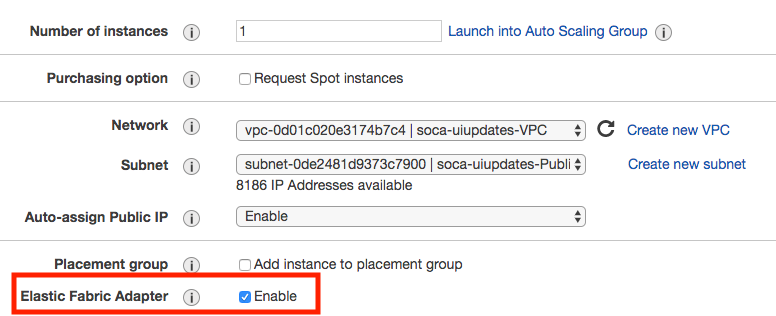 Number of instances i 1 Launch into Auto Scaling Group i
Purchasing option i Request Spot instances
Network i vpc-0d01c020e3174b7c4 | soca-uiupdates-VPC Create new VPC
Subnet i subnet-0de2481d9373c7900 | soca-uiupdates-Publi Create new subnet
8186 IP Addresses available
Auto-assign Public IP i Enable
Placement group i Add instance to placement group
Elastic Fabric Adapter i Enable